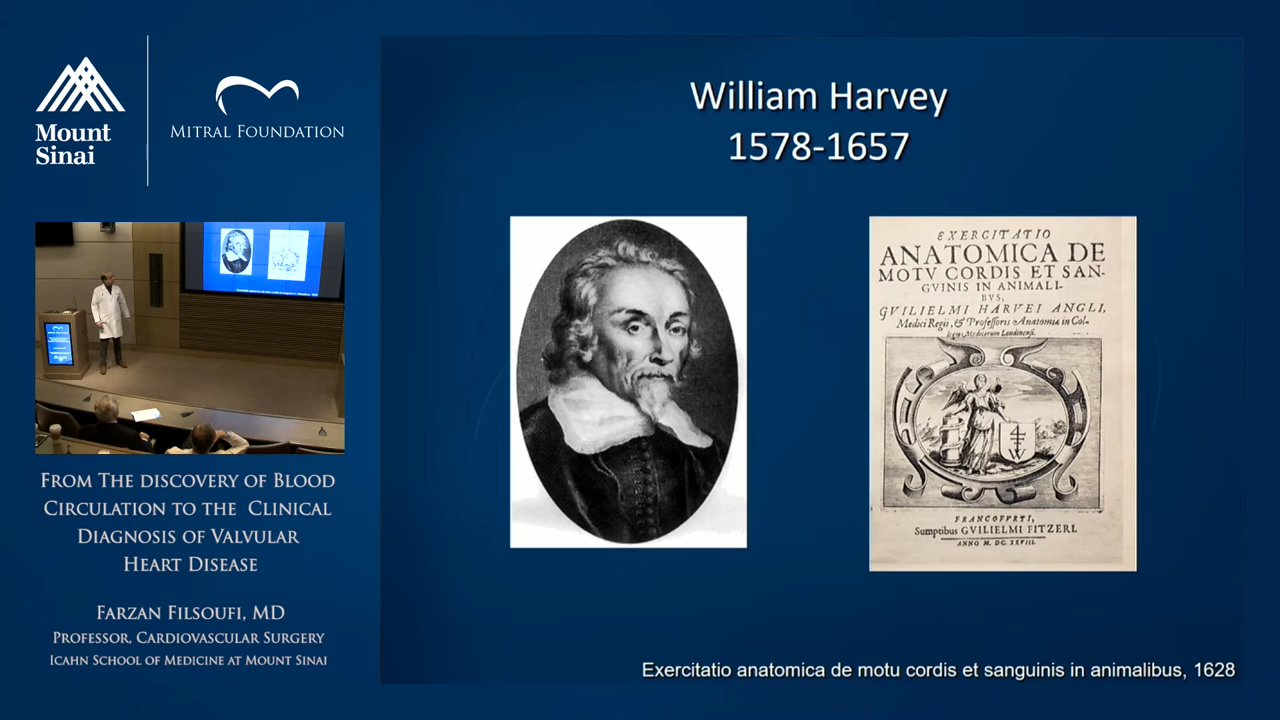 Mount
Sinai
MITRAL FOUNDATION
FROM THE DISCOVERY OF BLOOD
CIRCULATION TO THE CLINICAL
DIAGNOSIS OF VALVULAR
HEART DISEASE
FARZAN FILSOUFI, MD
PROFESSOR, CARDIOVASCULAR SURGERY
ICAHN SCHOOL OF MEDICINE AT MOUNT SINAI
William Harvey
1578-1657
EXERCITATIO
ANATOMICA DE
MOTV CORDIS ET SAN-
GVINIS IN ANIMALI-
BVS,
GVILIELMI HARVEI ANGLI,
Medici Regii, & Professoris Anatomiæ in Col-
legio Medicorum Londinensi.
FRANCOFVRTI,
Sumptibus GVILIELMI FITZERI.
ANNO M. DC. XXVIII.
Exercitatio anatomica de motu cordis et sanguinis in animalibus, 1628